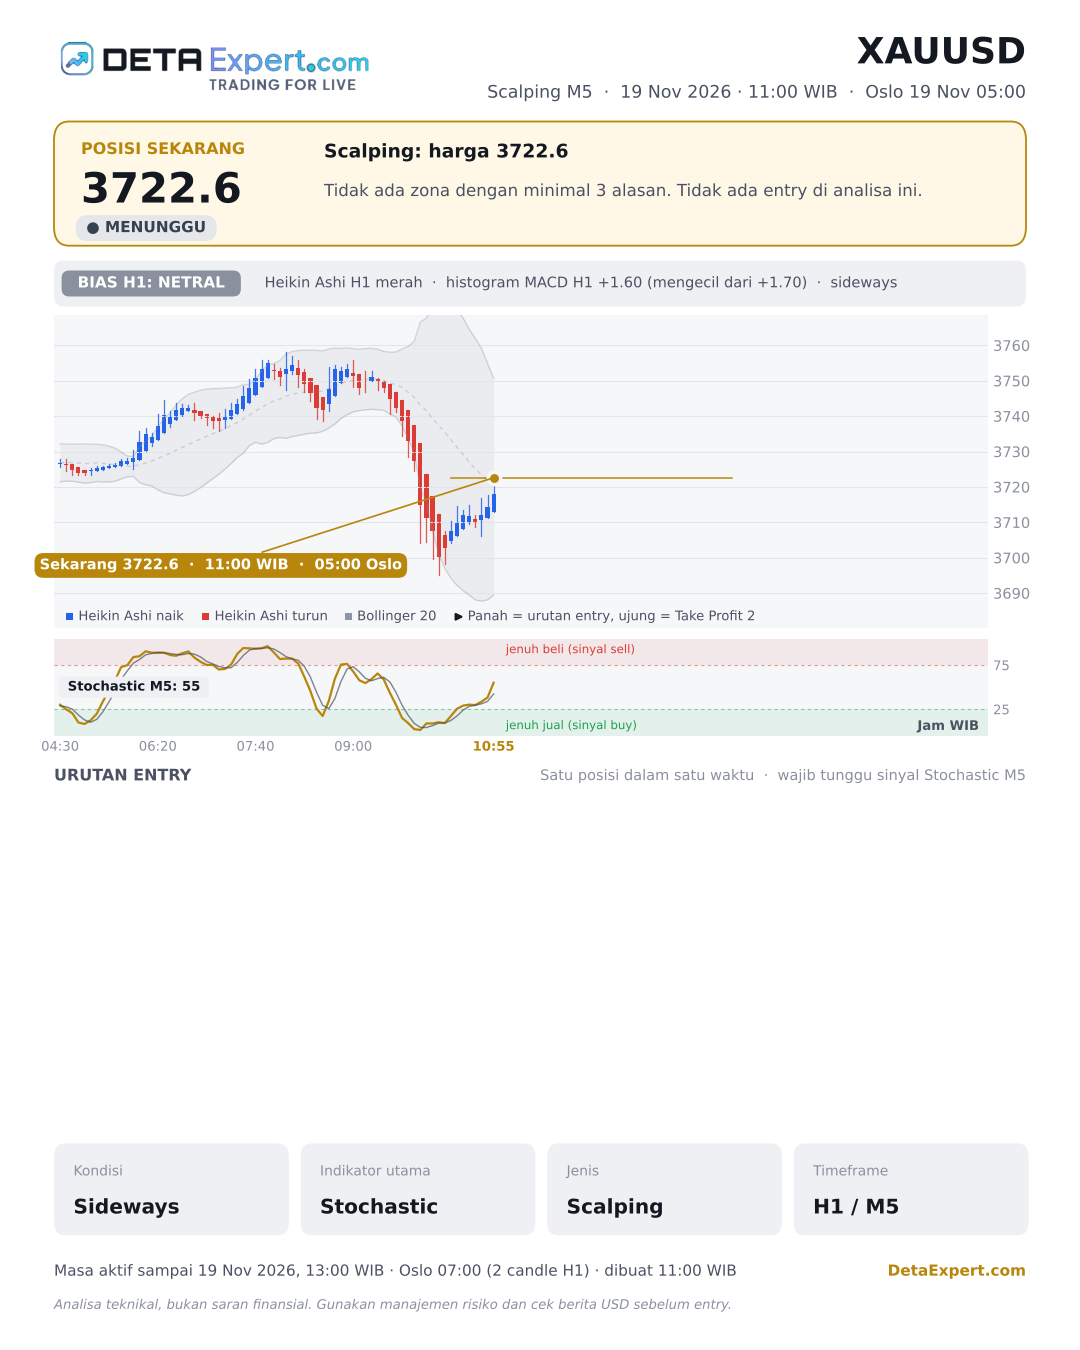 DETA Expert.com
TRADING FOR LIVE
XAUUSD
Scalping M5 · 19 Nov 2026 · 11:00 WIB · Oslo 19 Nov 05:00
POSISI SEKARANG
3722.6
● MENUNGGU
Scalping: harga 3722.6
Tidak ada zona dengan minimal 3 alasan. Tidak ada entry di analisa ini.
BIAS H1: NETRAL
Heikin Ashi H1 merah · histogram MACD H1 +1.60 (mengecil dari +1.70) · sideways
3760
3750
3740
3730
3720
3710
3700
3690
Sekarang 3722.6 · 11:00 WIB · 05:00 Oslo
Heikin Ashi naik
Heikin Ashi turun
Bollinger 20
Panah = urutan entry, ujung = Take Profit 2
jenuh beli (sinyal sell)
75
Stochastic M5: 55
25
jenuh jual (sinyal buy)
Jam WIB
04:30 06:20 07:40 09:00 10:55
URUTAN ENTRY
Satu posisi dalam satu waktu · wajib tunggu sinyal Stochastic M5
Kondisi
Sideways
Indikator utama
Stochastic
Jenis
Scalping
Timeframe
H1 / M5
Masa aktif sampai 19 Nov 2026, 13:00 WIB · Oslo 07:00 (2 candle H1) · dibuat 11:00 WIB
DetaExpert.com
Analisa teknikal, bukan saran finansial. Gunakan manajemen risiko dan cek berita USD sebelum entry.